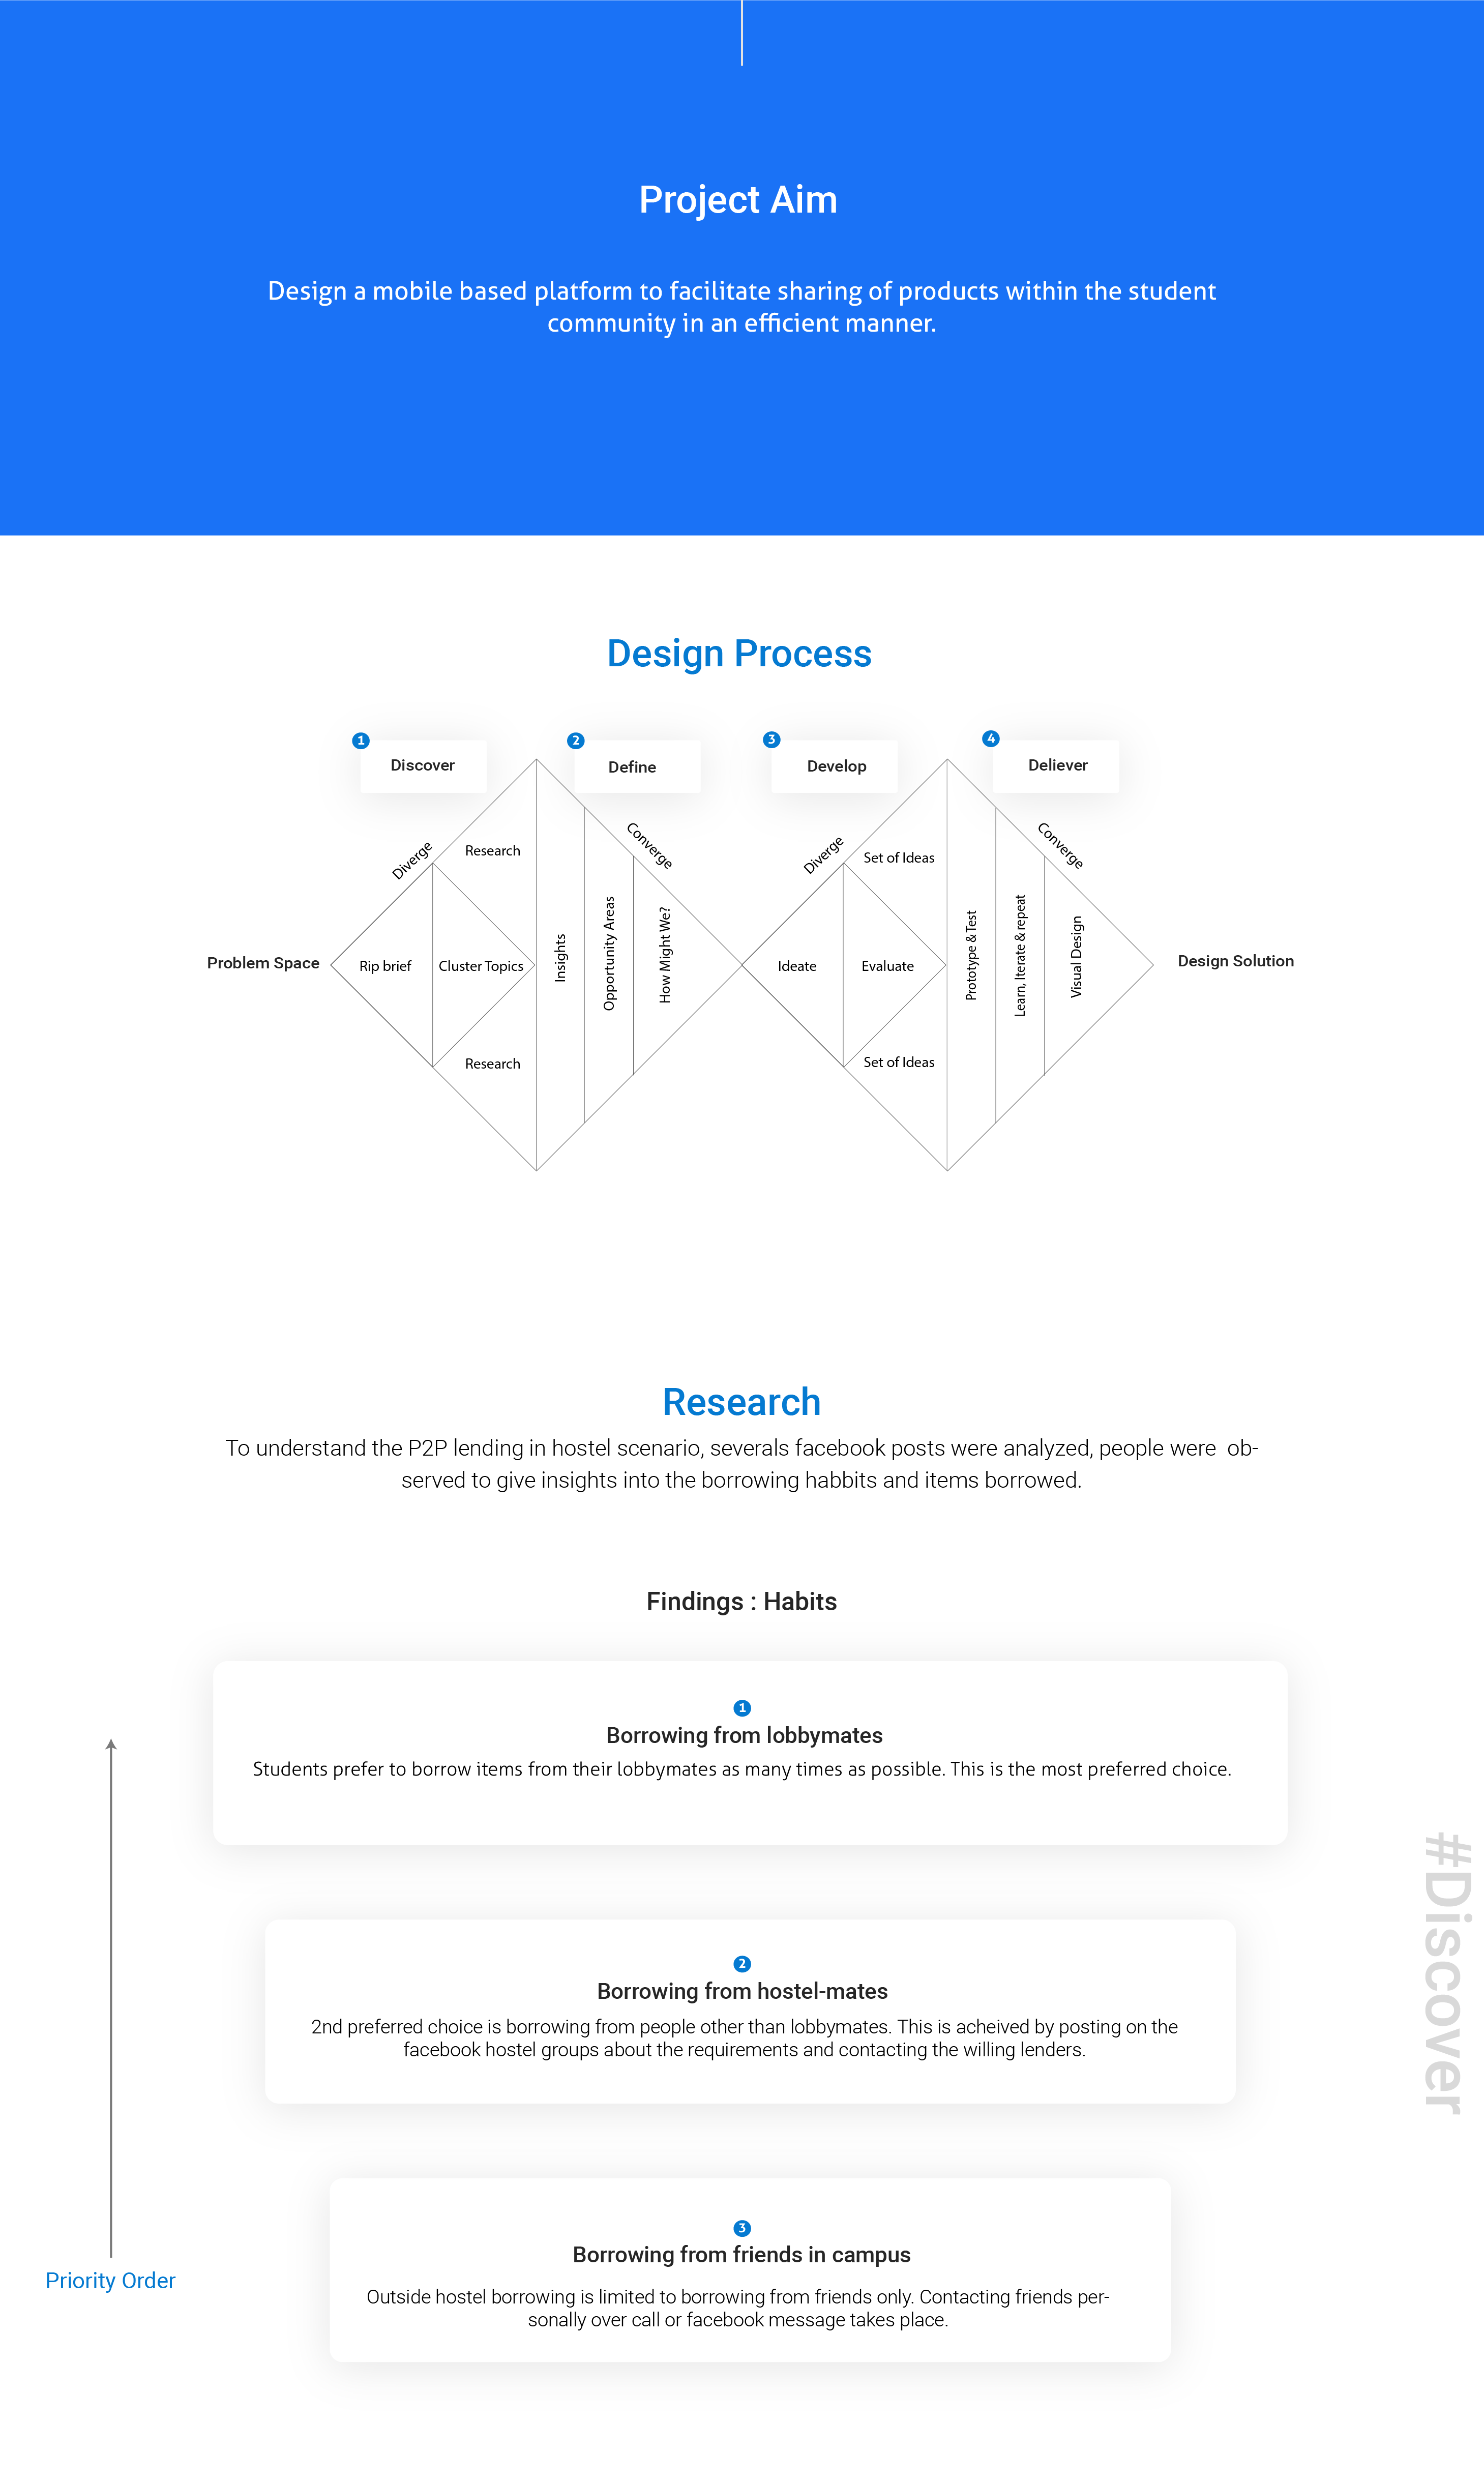 Project Aim
Design a mobile based platform to facilitate sharing of products within the student
community in an efficient manner.
Design Process
1
Discover
2
Define
3
Develop
4
Deliever
Diverge
Research
Converge
Diverge
Set of Ideas
Converge
Problem Space
Rip brief
Cluster Topics
Insights
Opportunity Areas
How Might We?
Ideate
Evaluate
Prototype & Test
Learn, Iterate & repeat
Visual Design
Design Solution
Research
Set of Ideas
Research
To understand the P2P lending in hostel scenario, severals facebook posts were analyzed, people were ob-
served to give insights into the borrowing habbits and items borrowed.
Findings : Habits
1
Borrowing from lobbymates
Students prefer to borrow items from their lobbymates as many times as possible. This is the most preferred choice.
#Discover
2
Borrowing from hostel-mates
2nd preferred choice is borrowing from people other than lobbymates. This is acheived by posting on the
facebook hostel groups about the requirements and contacting the willing lenders.
3
Borrowing from friends in campus
Priority Order
Outside hostel borrowing is limited to borrowing from friends only. Contacting friends per-
sonally over call or facebook message takes place.